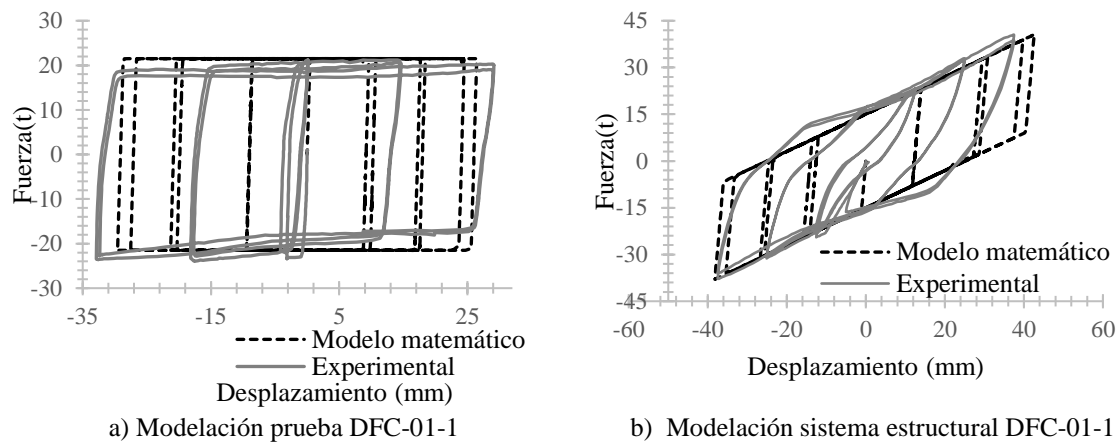 30
20
10
0
-10
-20
-30
-35
-15
5
25
Fuerza(t)
Modelo matemático
Experimental
Desplazamiento (mm)
a) Modelación prueba DFC-01-1
45
30
15
0
-15
-30
-45
-60
-40
-20
0
20
40
60
Fuerza(t)
Modelo matemático
Experimental
Desplazamiento (mm)
b) Modelación sistema estructural DFC-01-1